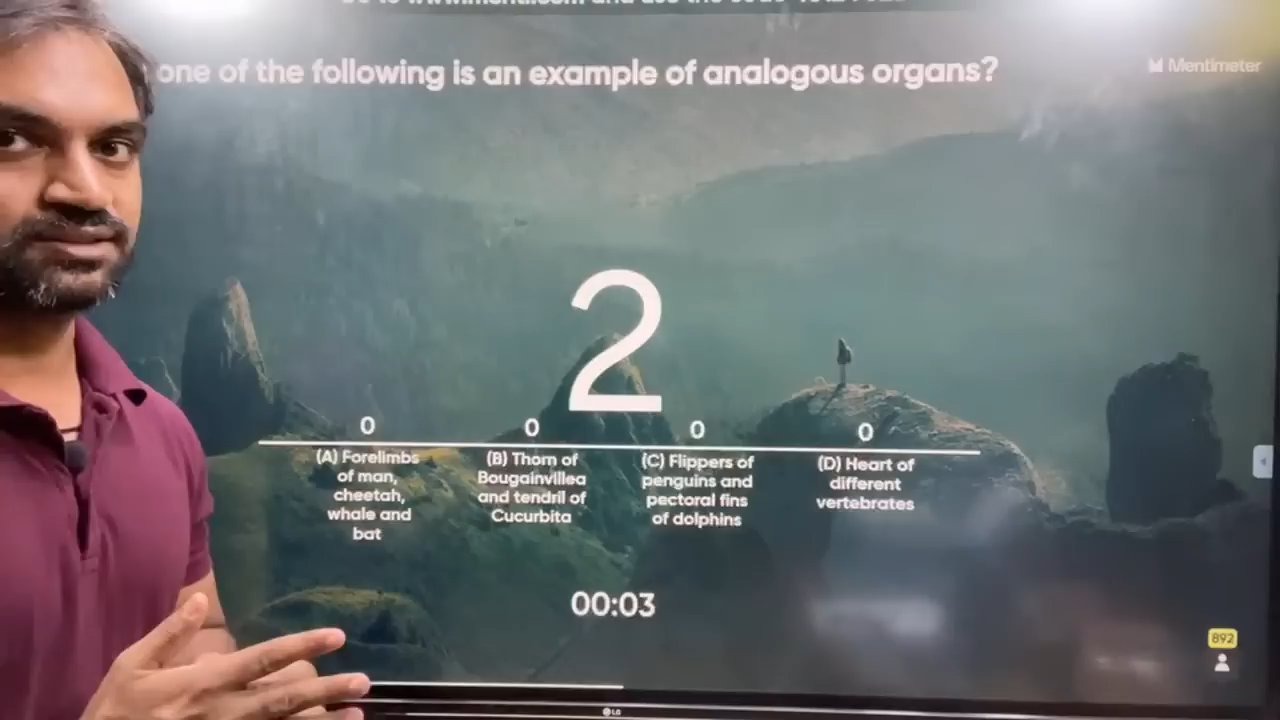 one of the following is an example of analogous organs?
Mentimeter
2
0
0
0
0
(A) Forelimbs
of man,
cheetah,
whale and
bat
(B) Thorn of
Bougainvillea
and tendril of
Cucurbita
(C) Flippers of
penguins and
pectoral fins
of dolphins
(D) Heart of
different
vertebrates
00:03
892
LG